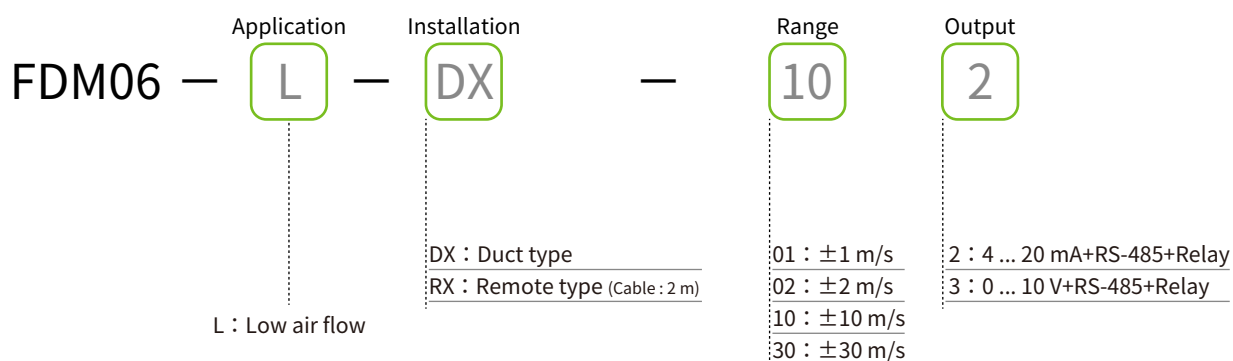 Application Installation Range Output
FDM06 — L — DX — 10 2
DX：Duct type 01：±1 m/s 2：4 ... 20 mA+RS-485+Relay
RX：Remote type (Cable : 2 m) 02：±2 m/s 3：0 ... 10 V+RS-485+Relay
L：Low air flow 10：±10 m/s
30：±30 m/s